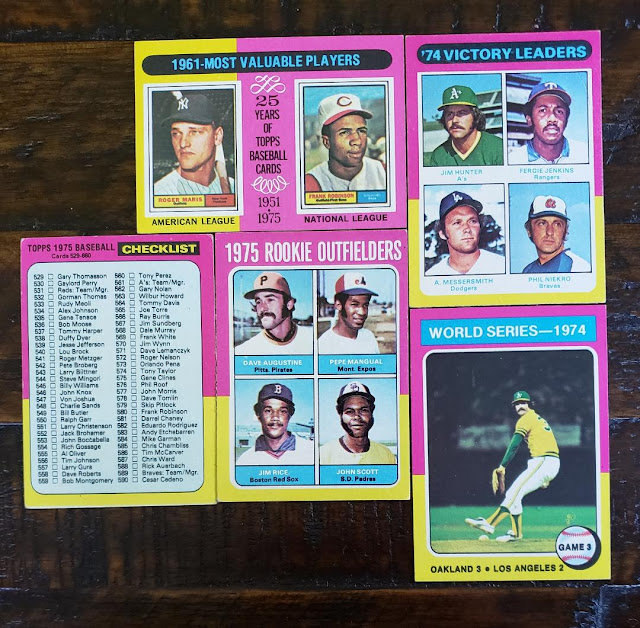 1961-MOST VALUABLE PLAYERS
25
YEARS
OF
TOPPS
BASEBALL
CARDS
1951
1975
ROGER MARIS
FRANK ROBINSON
AMERICAN LEAGUE
NATIONAL LEAGUE
'74 VICTORY LEADERS
JIM HUNTER
A's
FERGIE JENKINS
Rangers
A. MESSERSMITH
Dodgers
PHIL NIEKRO
Braves
TOPPS 1975 BASEBALL CHECKLIST
Cards 529-660
529 Gary Thomasson
530 Gaylord Perry
531 Reds: Team/Mgr.
532 Gorman Thomas
533 Rudy Meoli
534 Alex Johnson
535 Gene Tenace
536 Bob Moose
537 Tommy Harper
538 Duffy Dyer
539 Jesse Jefferson
540 Lou Brock
541 Roger Metzger
542 Pete Broberg
543 Larry Biittner
544 Steve Mingori
545 Billy Williams
546 John Knox
547 Von Joshua
548 Charlie Sands
549 Bill Butler
550 Ralph Garr
551 Larry Christenson
552 Jack Brohamer
553 John Boccabella
554 Rich Gossage
555 Al Oliver
556 Tim Johnson
557 Larry Gura
558 Dave Roberts
559 Bob Montgomery
560 Tony Perez
561 A's: Team/Mgr.
562 Gary Nolan
563 Wilbur Howard
564 Tommy Davis
565 Joe Torre
566 Ray Burris
567 Jim Sundberg
568 Dale Murray
569 Frank White
570 Jim Wynn
571 Dave Lemanczyk
572 Roger Nelson
573 Orlando Pena
574 Tony Taylor
575 Gene Clines
576 Phil Roof
577 John Morris
578 Dave Tomlin
579 Skip Pitlock
580 Frank Robinson
581 Darrel Chaney
582 Eduardo Rodriguez
583 Andy Etchebarren
584 Mike Garman
585 Chris Chambliss
586 Tim McCarver
587 Chris Ward
588 Rick Auerbach
589 Braves: Team/Mgr.
590 Cesar Cedeno
1975 ROOKIE OUTFIELDERS
DAVE AUGUSTINE
Pitts. Pirates
PEPE MANGUAL
Mont. Expos
JIM RICE
Boston Red Sox
JOHN SCOTT
S.D. Padres
WORLD SERIES—1974
GAME 3
OAKLAND 3 • LOS ANGELES 2